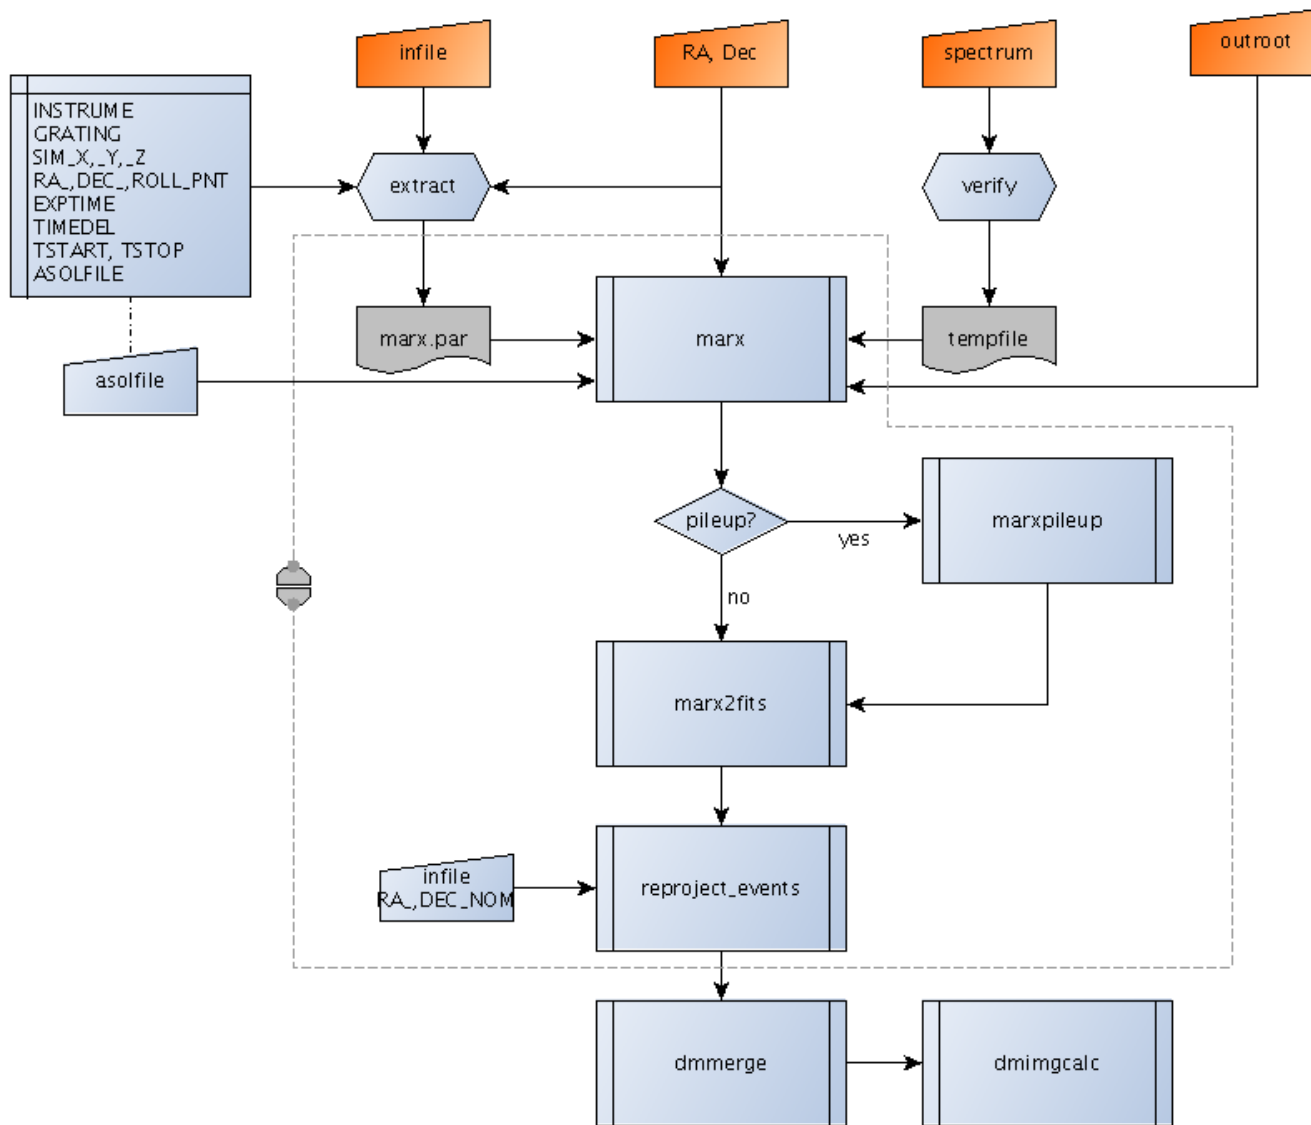 infile
RA, Dec
spectrum
outroot
INSTRUME
GRATING
SIM_X,_Y,_Z
RA_,DEC_,ROLL_PNT
EXPTIME
TIMEDEL
TSTART, TSTOP
ASOLFILE
extract
verify
marx.par
marx
tempfile
asolfile
pileup?
yes
marxpileup
no
marx2fits
infile
RA_,DEC_NOM
reproject_events
dmmerge
dmimgcalc